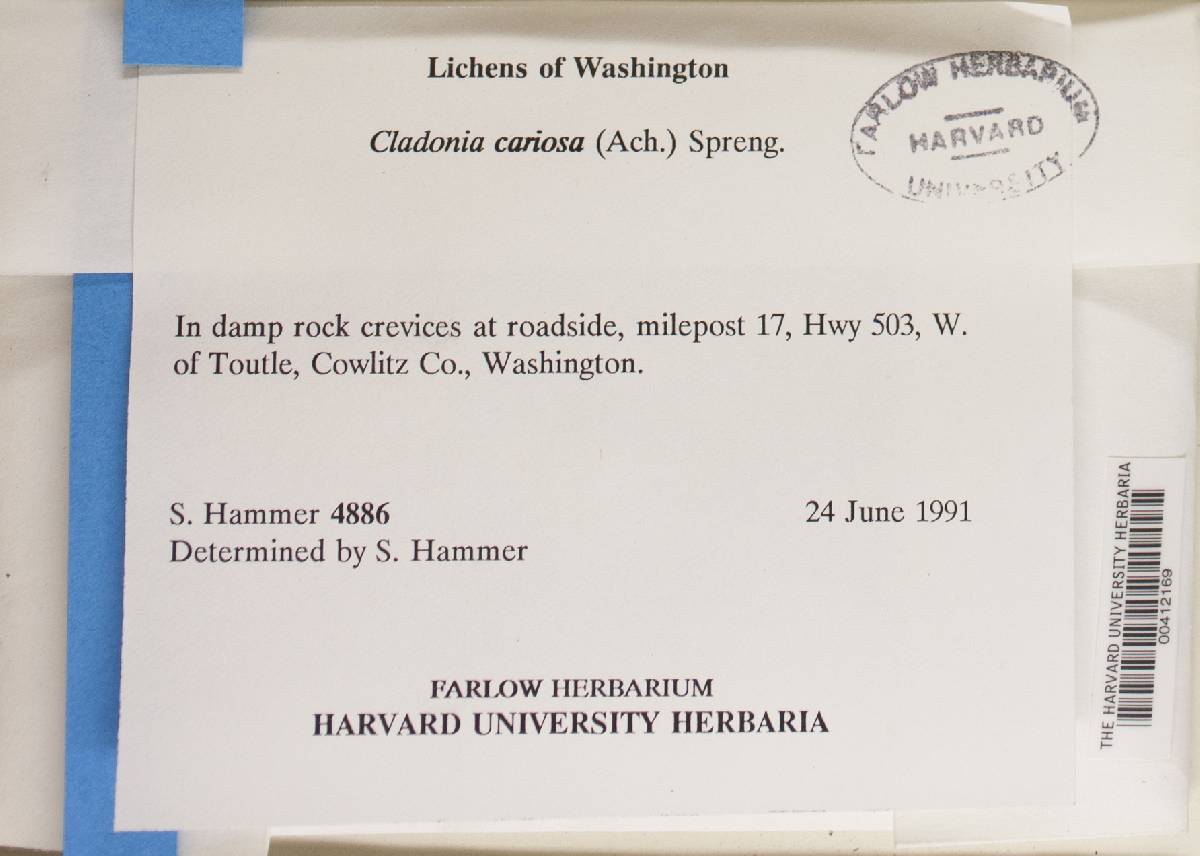 Lichens of Washington
Cladonia cariosa (Ach.) Spreng.
FARLOW HERBARIUM
HARVARD
UNIVERSITY
In damp rock crevices at roadside, milepost 17, Hwy 503, W.
of Toutle, Cowlitz Co., Washington.
S. Hammer 4886
24 June 1991
Determined by S. Hammer
FARLOW HERBARIUM
HARVARD UNIVERSITY HERBARIA
THE HARVARD UNIVERSITY HERBARIA
00412169